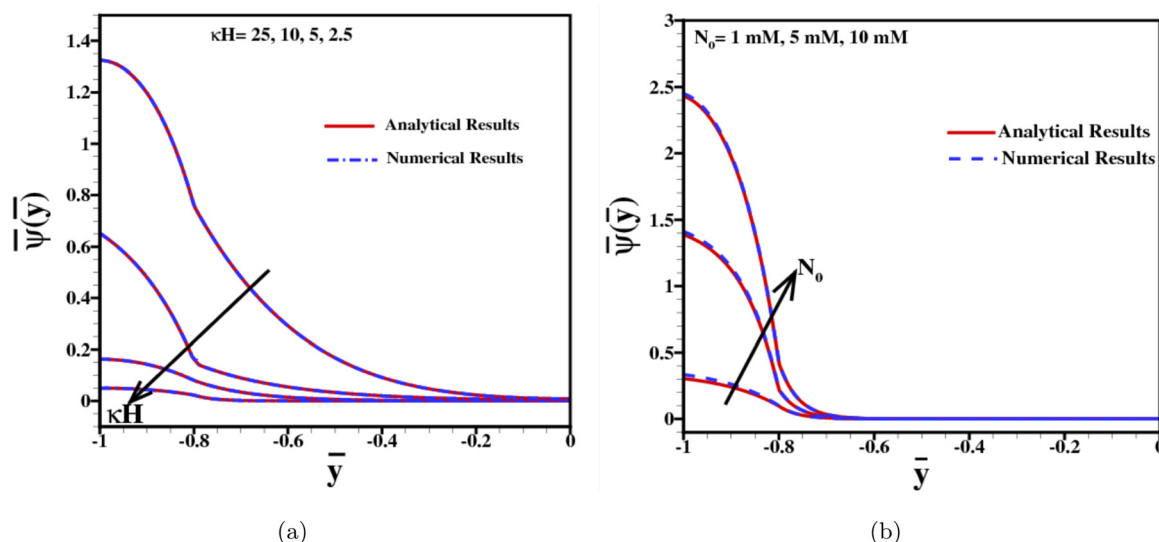 κH= 25, 10, 5, 2.5
Analytical Results
Numerical Results
κH
ψ̅(y̅)
1.4
1.2
1
0.8
0.6
0.4
0.2
0
-1
-0.8
-0.6
-0.4
-0.2
0
y̅
(a)
N₀= 1 mM, 5 mM, 10 mM
Analytical Results
Numerical Results
N₀
ψ̅(y̅)
3
2.5
2
1.5
1
0.5
0
-1
-0.8
-0.6
-0.4
-0.2
0
y̅
(b)